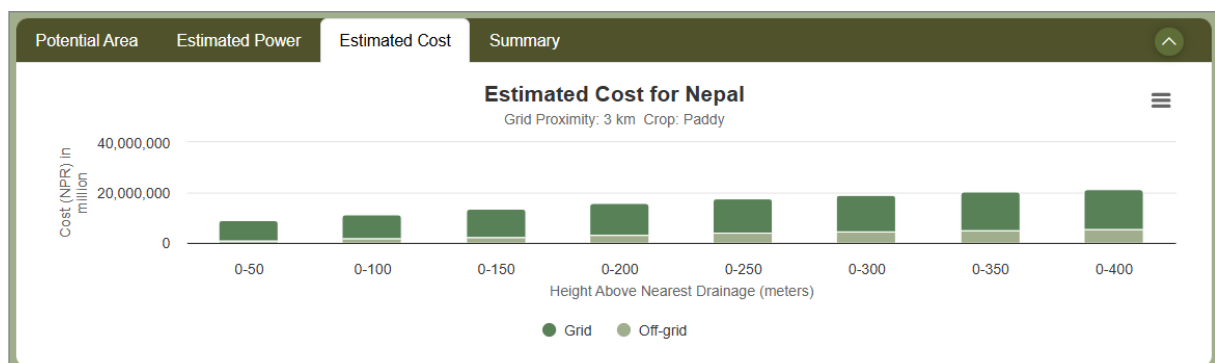 Potential Area Estimated Power Estimated Cost Summary
Estimated Cost for Nepal
Grid Proximity: 3 km Crop: Paddy
Cost (NPR) in
million
40,000,000
20,000,000
0
0-50 0-100 0-150 0-200 0-250 0-300 0-350 0-400
Height Above Nearest Drainage (meters)
Grid Off-grid